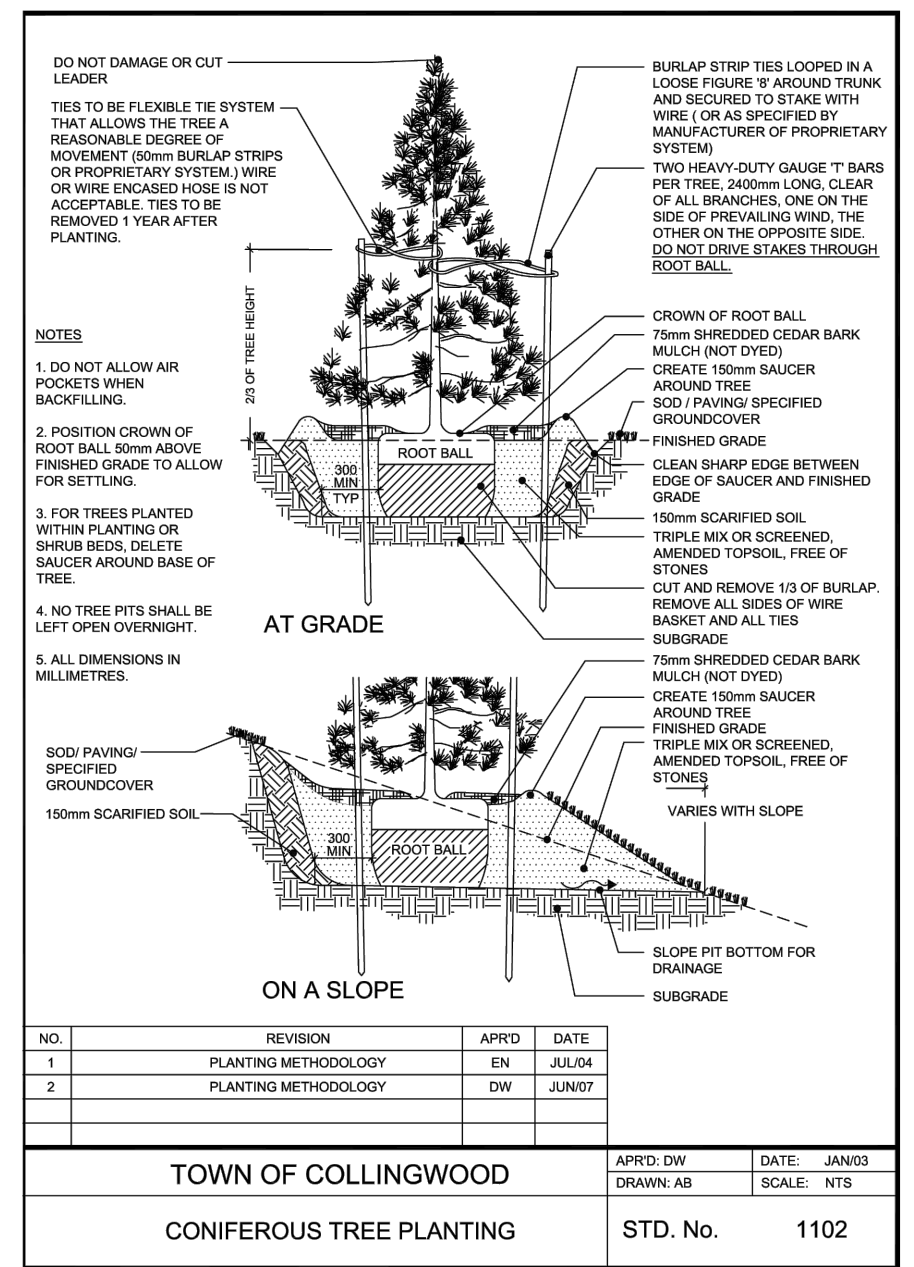 DO NOT DAMAGE OR CUT
LEADER
TIES TO BE FLEXIBLE TIE SYSTEM
THAT ALLOWS THE TREE A
REASONABLE DEGREE OF
MOVEMENT (50mm BURLAP STRIPS
OR PROPRIETARY SYSTEM.) WIRE
OR WIRE ENCASED HOSE IS NOT
ACCEPTABLE. TIES TO BE
REMOVED 1 YEAR AFTER
PLANTING.
BURLAP STRIP TIES LOOPED IN A
LOOSE FIGURE '8' AROUND TRUNK
AND SECURED TO STAKE WITH
WIRE ( OR AS SPECIFIED BY
MANUFACTURER OF PROPRIETARY
SYSTEM)
TWO HEAVY-DUTY GAUGE 'T' BARS
PER TREE, 2400mm LONG, CLEAR
OF ALL BRANCHES, ONE ON THE
SIDE OF PREVAILING WIND, THE
OTHER ON THE OPPOSITE SIDE.
DO NOT DRIVE STAKES THROUGH
ROOT BALL.
2/3 OF TREE HEIGHT
NOTES
1. DO NOT ALLOW AIR
POCKETS WHEN
BACKFILLING.
2. POSITION CROWN OF
ROOT BALL 50mm ABOVE
FINISHED GRADE TO ALLOW
FOR SETTLING.
3. FOR TREES PLANTED
WITHIN PLANTING OR
SHRUB BEDS, DELETE
SAUCER AROUND BASE OF
TREE.
4. NO TREE PITS SHALL BE
LEFT OPEN OVERNIGHT.
5. ALL DIMENSIONS IN
MILLIMETRES.
CROWN OF ROOT BALL
75mm SHREDDED CEDAR BARK
MULCH (NOT DYED)
CREATE 150mm SAUCER
AROUND TREE
SOD / PAVING/ SPECIFIED
GROUNDCOVER
FINISHED GRADE
CLEAN SHARP EDGE BETWEEN
EDGE OF SAUCER AND FINISHED
GRADE
150mm SCARIFIED SOIL
TRIPLE MIX OR SCREENED,
AMENDED TOPSOIL, FREE OF
STONES
CUT AND REMOVE 1/3 OF BURLAP.
REMOVE ALL SIDES OF WIRE
BASKET AND ALL TIES
SUBGRADE
ROOT BALL
300
MIN
TYP
AT GRADE
75mm SHREDDED CEDAR BARK
MULCH (NOT DYED)
CREATE 150mm SAUCER
AROUND TREE
FINISHED GRADE
TRIPLE MIX OR SCREENED,
AMENDED TOPSOIL, FREE OF
STONES
VARIES WITH SLOPE
SOD/ PAVING/
SPECIFIED
GROUNDCOVER
150mm SCARIFIED SOIL
300
MIN
ROOT BALL
SLOPE PIT BOTTOM FOR
DRAINAGE
SUBGRADE
ON A SLOPE
NO. REVISION APR'D DATE
1 PLANTING METHODOLOGY EN JUL/04
2 PLANTING METHODOLOGY DW JUN/07
TOWN OF COLLINGWOOD
APR'D: DW DATE: JAN/03
DRAWN: AB SCALE: NTS
CONIFEROUS TREE PLANTING
STD. No. 1102